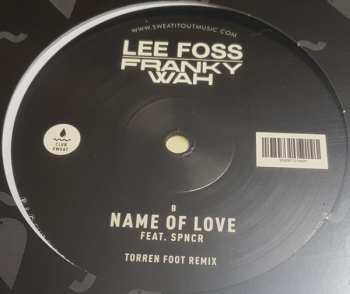 WWW.SWEATITOUTMUSIC.COM
LEE FOSS
FRANKY
WAH
CLUB
SWEAT
B
NAME OF LOVE
FEAT. SPNCR
TORREN FOOT REMIX